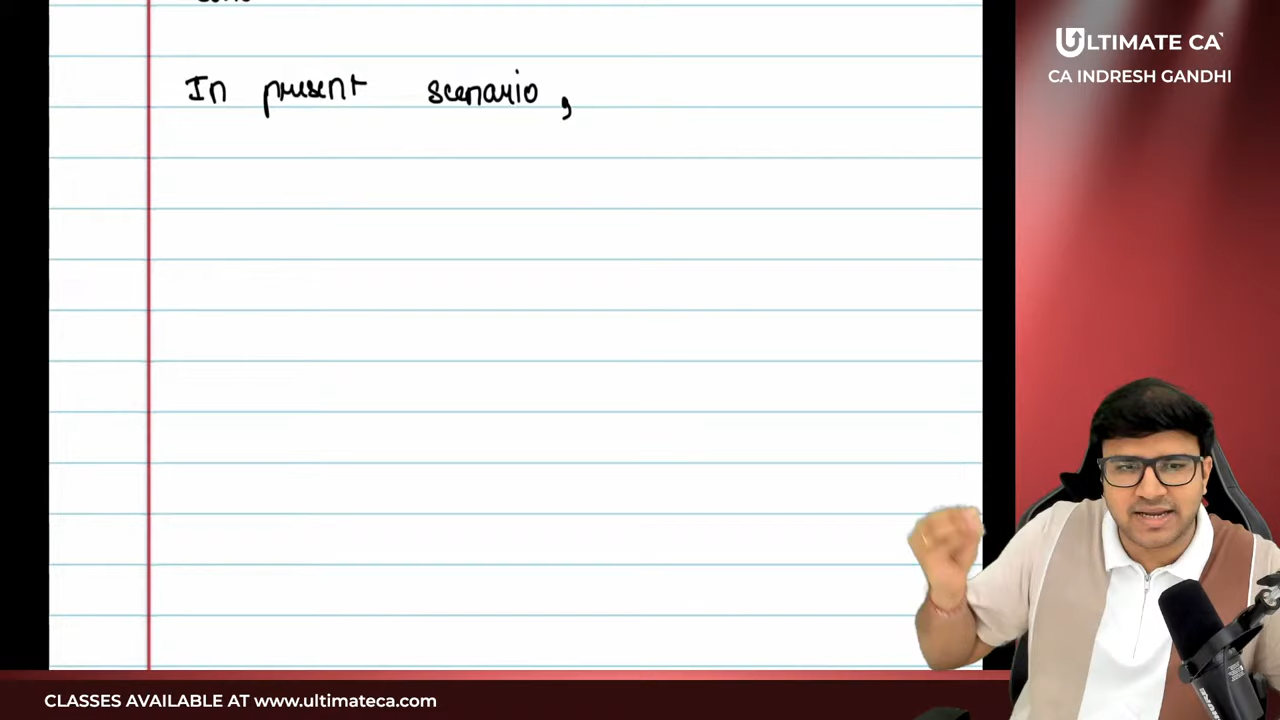 ULTIMATE CA
CA INDRESH GANDHI
In present scenario,
CLASSES AVAILABLE AT www.ultimateca.com